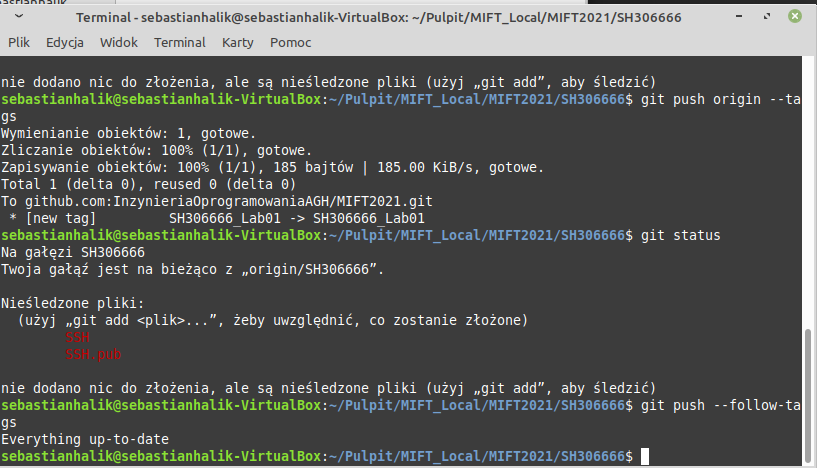 Terminal - sebastianhalik@sebastianhalik-VirtualBox: ~/Pulpit/MIFT_Local/MIFT2021/SH306666
Plik Edycja Widok Terminal Karty Pomoc
nie dodano nic do złożenia, ale są nieśledzone pliki (użyj „git add”, aby śledzić)
sebastianhalik@sebastianhalik-VirtualBox:~/Pulpit/MIFT_Local/MIFT2021/SH306666$ git push origin --ta
gs
Wymienianie obiektów: 1, gotowe.
Zliczanie obiektów: 100% (1/1), gotowe.
Zapisywanie obiektów: 100% (1/1), 185 bajtów | 185.00 KiB/s, gotowe.
Total 1 (delta 0), reused 0 (delta 0)
To github.com:InzynieriaOprogramowaniaAGH/MIFT2021.git
 * [new tag]         SH306666_Lab01 -> SH306666_Lab01
sebastianhalik@sebastianhalik-VirtualBox:~/Pulpit/MIFT_Local/MIFT2021/SH306666$ git status
Na gałęzi SH306666
Twoja gałąź jest na bieżąco z „origin/SH306666”.
Nieśledzone pliki:
  (użyj „git add <plik>...”, żeby uwzględnić, co zostanie złożone)
        SSH
        SSH.pub
nie dodano nic do złożenia, ale są nieśledzone pliki (użyj „git add”, aby śledzić)
sebastianhalik@sebastianhalik-VirtualBox:~/Pulpit/MIFT_Local/MIFT2021/SH306666$ git push --follow-ta
gs
Everything up-to-date
sebastianhalik@sebastianhalik-VirtualBox:~/Pulpit/MIFT_Local/MIFT2021/SH306666$